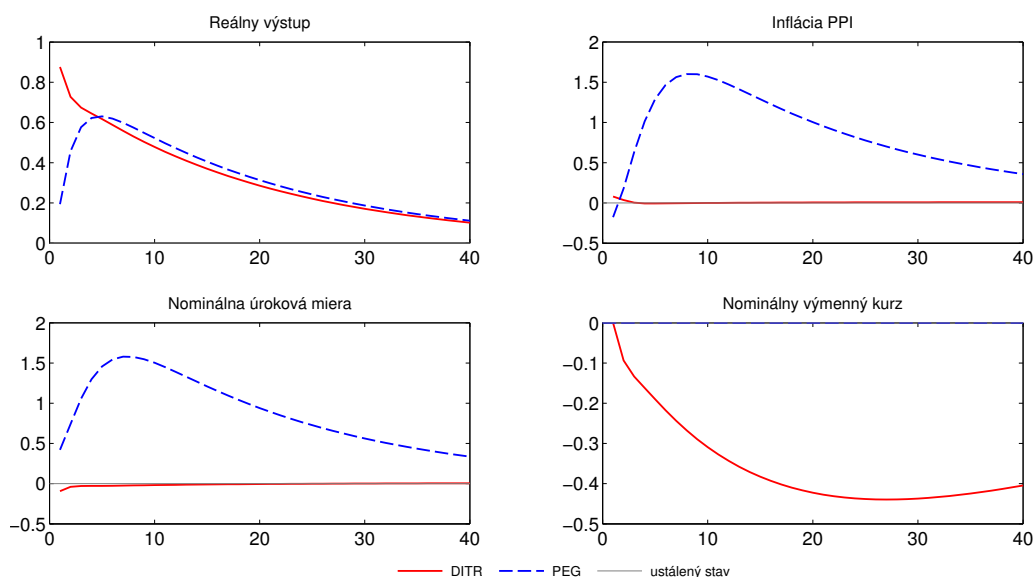 Reálny výstup
Inflácia PPI
1
0.8
0.6
0.4
0.2
0
0 10 20 30 40
2
1.5
1
0.5
0
−0.5
0 10 20 30 40
Nominálna úroková miera
Nominálny výmenný kurz
2
1.5
1
0.5
0
−0.5
0 10 20 30 40
0
−0.1
−0.2
−0.3
−0.4
−0.5
0 10 20 30 40
DITR PEG ustálený stav